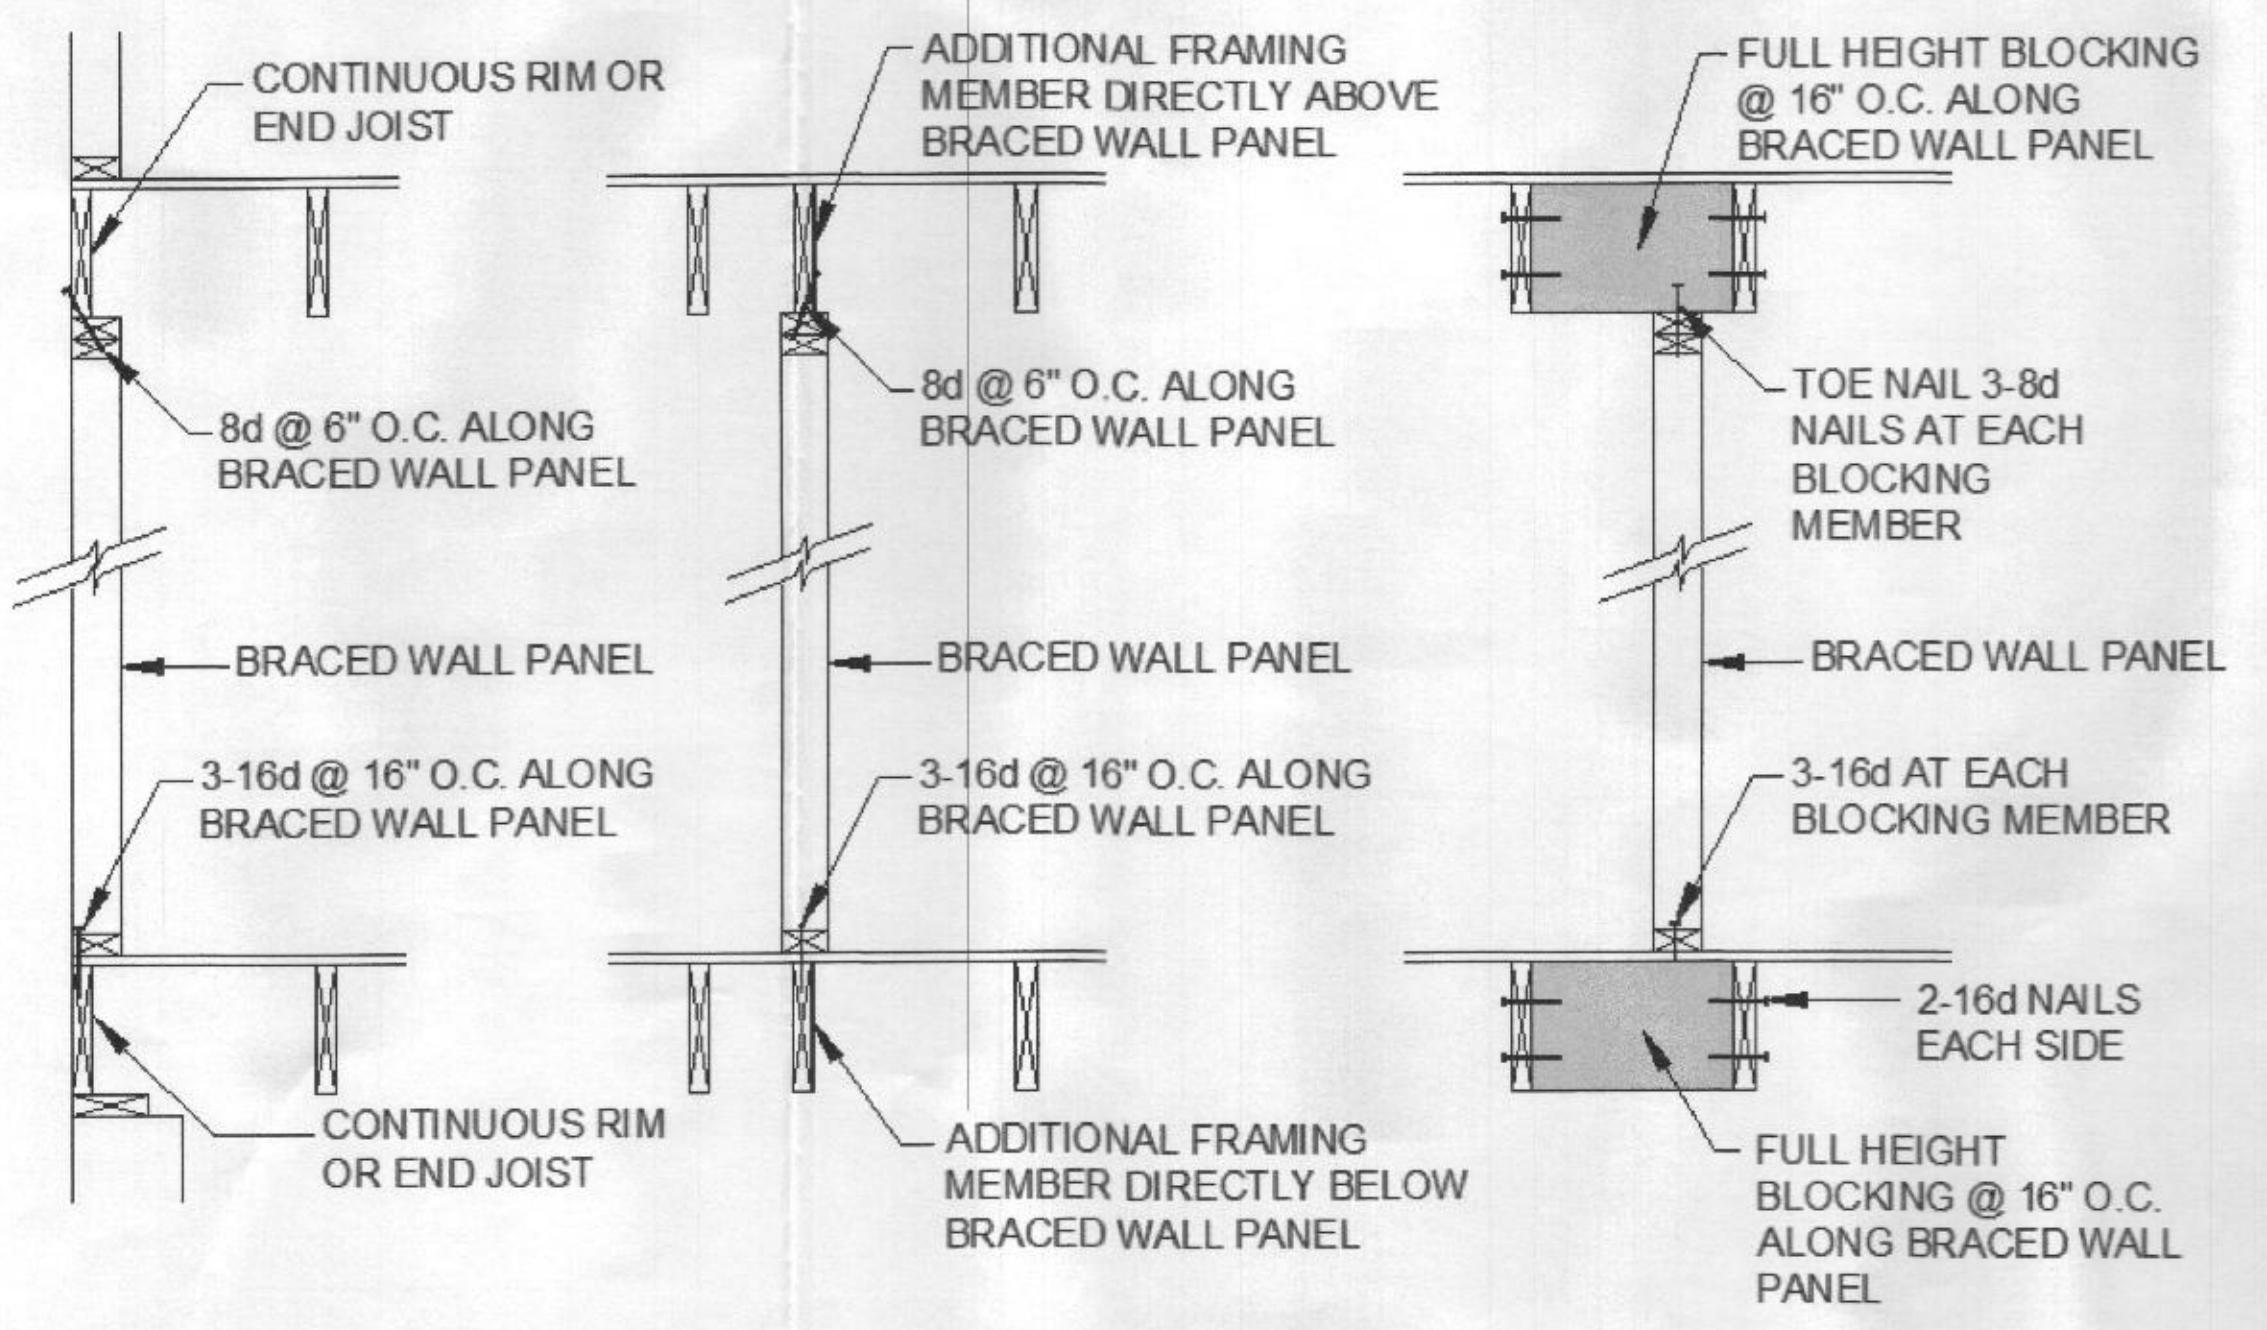 CONTINUOUS RIM OR
END JOIST
8d @ 6" O.C. ALONG
BRACED WALL PANEL
BRACED WALL PANEL
3-16d @ 16" O.C. ALONG
BRACED WALL PANEL
CONTINUOUS RIM
OR END JOIST
ADDITIONAL FRAMING
MEMBER DIRECTLY ABOVE
BRACED WALL PANEL
8d @ 6" O.C. ALONG
BRACED WALL PANEL
BRACED WALL PANEL
3-16d @ 16" O.C. ALONG
BRACED WALL PANEL
ADDITIONAL FRAMING
MEMBER DIRECTLY BELOW
BRACED WALL PANEL
FULL HEIGHT BLOCKING
@ 16" O.C. ALONG
BRACED WALL PANEL
TOE NAIL 3-8d
NAILS AT EACH
BLOCKING
MEMBER
BRACED WALL PANEL
3-16d AT EACH
BLOCKING MEMBER
2-16d NAILS
EACH SIDE
FULL HEIGHT
BLOCKING @ 16" O.C.
ALONG BRACED WALL
PANEL